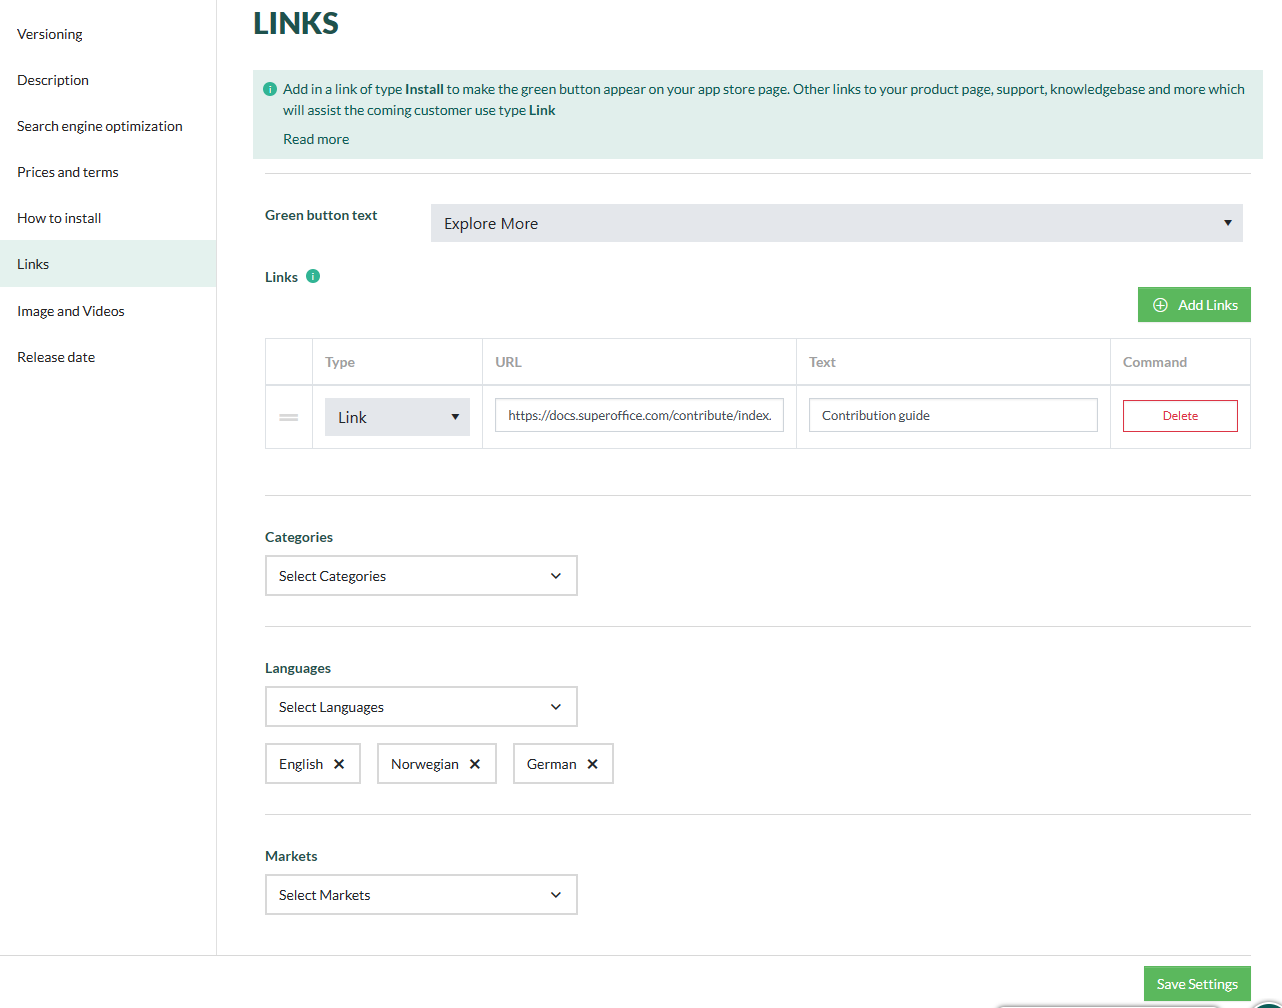 Versioning
Description
Search engine optimization
Prices and terms
How to install
Links
Image and Videos
Release date
LINKS
Add in a link of type Install to make the green button appear on your app store page. Other links to your product page, support, knowledgebase and more which
will assist the coming customer use type Link
Read more
Green button text
Explore More
Links
Add Links
Type URL Text Command
Link https://docs.superoffice.com/contribute/index. Contribution guide Delete
Categories
Select Categories
Languages
Select Languages
English Norwegian German
Markets
Select Markets
Save Settings